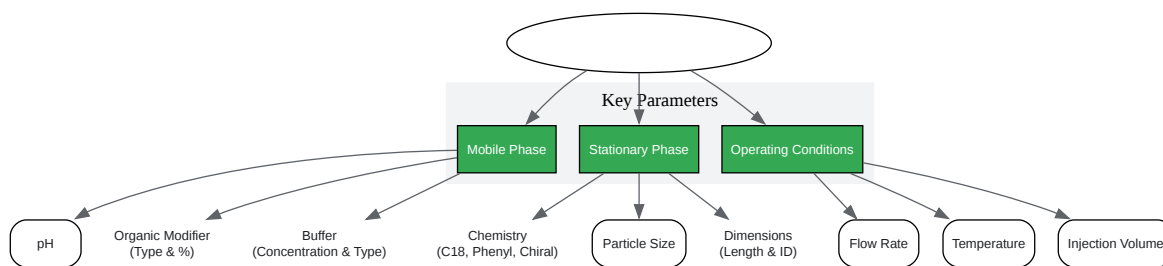 Key Parameters
Mobile Phase
Stationary Phase
Operating Conditions
pH
Organic Modifier
(Type & %)
Buffer
(Concentration & Type)
Chemistry
(C18, Phenyl, Chiral)
Particle Size
Dimensions
(Length & ID)
Flow Rate
Temperature
Injection Volume